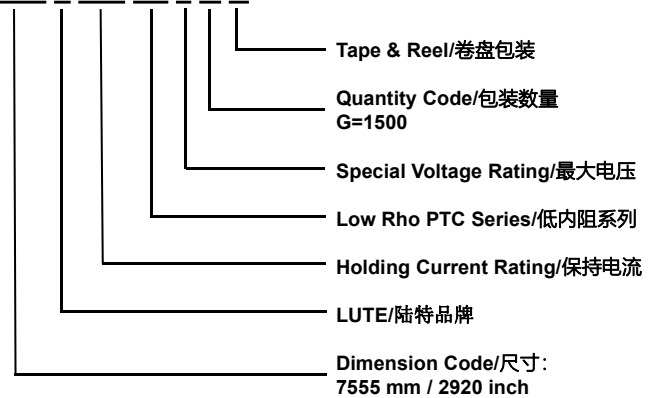 Tape & Reel/卷盘包装
Quantity Code/包装数量
G=1500
Special Voltage Rating/最大电压
Low Rho PTC Series/低内阻系列
Holding Current Rating/保持电流
LUTE/陆特品牌
Dimension Code/尺寸:
7555 mm / 2920 inch